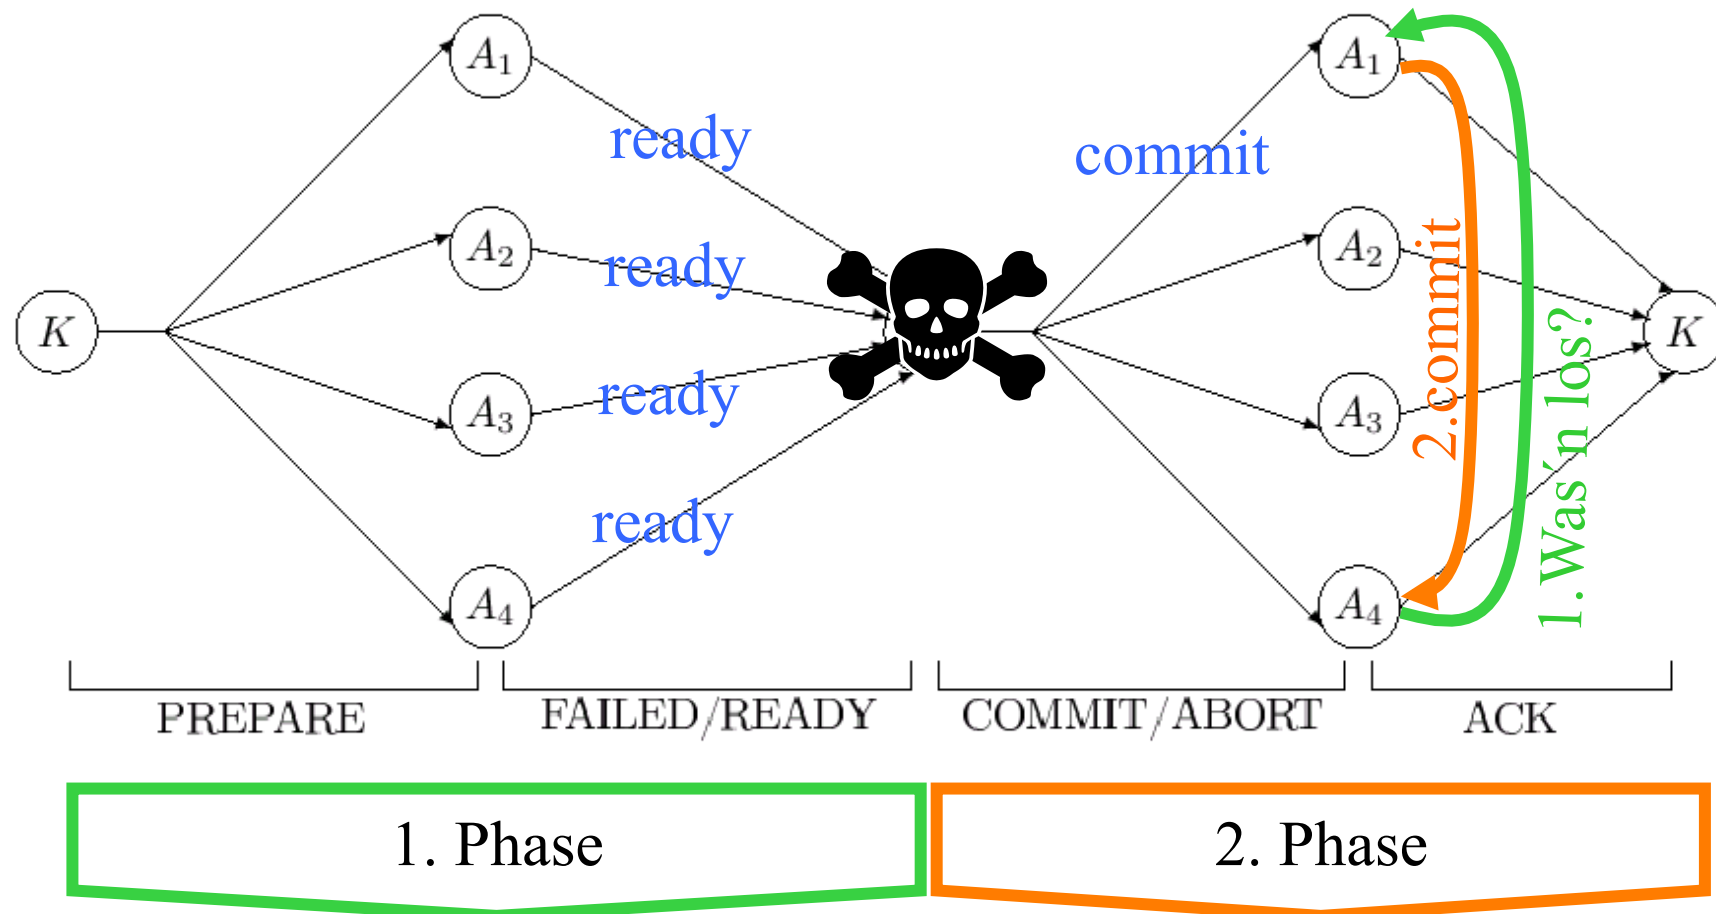 A1
A1
ready
commit
A2
ready
A2
K
K
A3
ready
A3
2.commit
1.Was´n los?
ready
A4
A4
PREPARE
FAILED/READY
COMMIT/ABORT
ACK
1. Phase
2. Phase